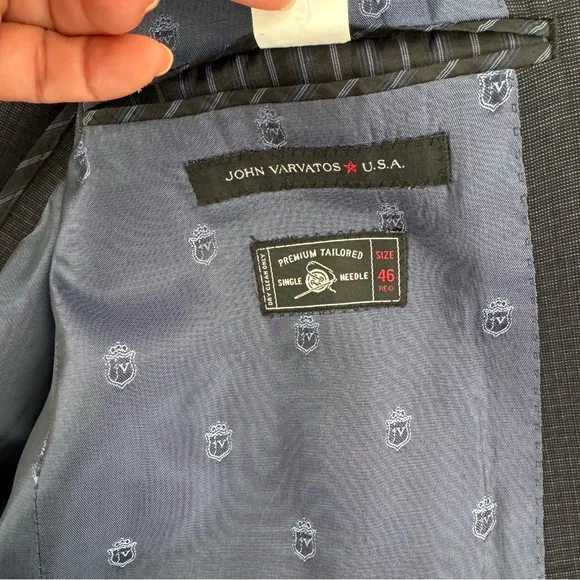 JOHN VARVATOS ★ U.S.A.
DRY CLEAN ONLY
PREMIUM TAILORED
SINGLE NEEDLE
SIZE
46
REG
V
V
V
V
V
V
V
V
V
V